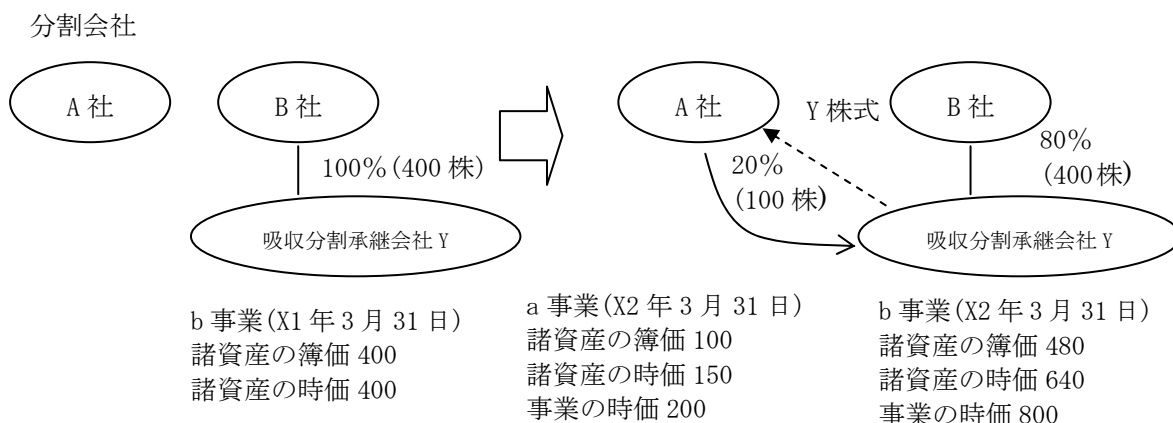 分割会社
A 社
B 社
100%(400 株)
吸収分割承継会社 Y
b 事業(X1 年 3 月 31 日)
諸資産の簿価 400
諸資産の時価 400
A 社
Y 株式
B 社
20%
(100 株)
80%
(400 株)
吸収分割承継会社 Y
a 事業(X2 年 3 月 31 日)
諸資産の簿価 100
諸資産の時価 150
事業の時価 200
b 事業(X2 年 3 月 31 日)
諸資産の簿価 480
諸資産の時価 640
事業の時価 800